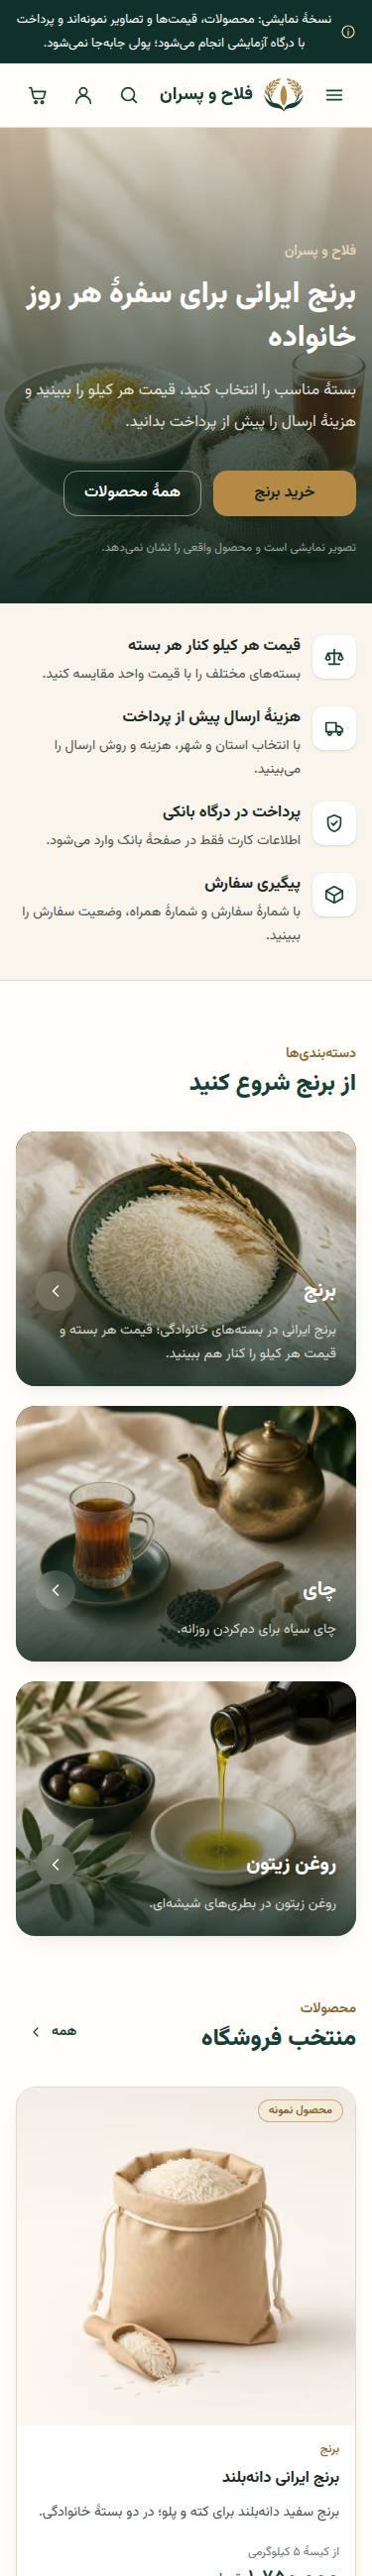 نسخهٔ نمایشی: محصولات، قیمت‌ها و تصاویر نمونه‌اند و پرداخت
با درگاه آزمایشی انجام می‌شود؛ پولی جابه‌جا نمی‌شود.
فلاح و پسران
فلاح و پسران
برنج ایرانی برای سفرهٔ هر روز
خانواده
بستهٔ مناسب را انتخاب کنید، قیمت هر کیلو را ببینید و
هزینهٔ ارسال را پیش از پرداخت بدانید.
خرید برنج
همهٔ محصولات
تصویر نمایشی است و محصول واقعی را نشان نمی‌دهد.
قیمت هر کیلو کنار هر بسته
بسته‌های مختلف را با قیمت واحد مقایسه کنید.
هزینهٔ ارسال پیش از پرداخت
با انتخاب استان و شهر، هزینه و روش ارسال را
می‌بینید.
پرداخت در درگاه بانکی
اطلاعات کارت فقط در صفحهٔ بانک وارد می‌شود.
پیگیری سفارش
با شمارهٔ سفارش و شمارهٔ همراه، وضعیت سفارش را
ببینید.
دسته‌بندی‌ها
از برنج شروع کنید
برنج
برنج ایرانی در بسته‌های خانوادگی؛ قیمت هر بسته و
قیمت هر کیلو را کنار هم ببینید.
چای
چای سیاه برای دم‌کردن روزانه.
روغن زیتون
روغن زیتون در بطری‌های شیشه‌ای.
محصولات
منتخب فروشگاه
همه
محصول نمونه
برنج
برنج ایرانی دانه‌بلند
برنج سفید دانه‌بلند برای کته و پلو؛ در دو بستهٔ خانوادگی.
از کیسهٔ ۵ کیلوگرمی